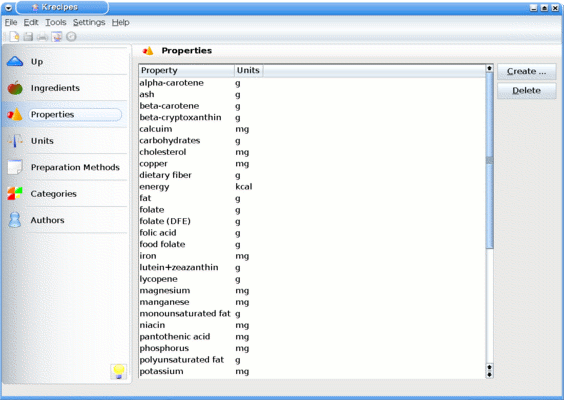 Krecipes
File Edit Tools Settings Help
Up
Ingredients
Properties
Units
Preparation Methods
Categories
Authors
Properties
Property Units
alpha-carotene g
ash g
beta-carotene g
beta-cryptoxanthin g
calcuim mg
carbohydrates g
cholesterol mg
copper mg
dietary fiber g
energy kcal
fat g
folate g
folate (DFE) g
folic acid g
food folate g
iron mg
lutein+zeazanthin g
lycopene g
magnesium mg
manganese mg
monounsaturated fat g
niacin mg
pantothenic acid mg
phosphorus mg
polyunsaturated fat g
potassium mg
Create ...
Delete